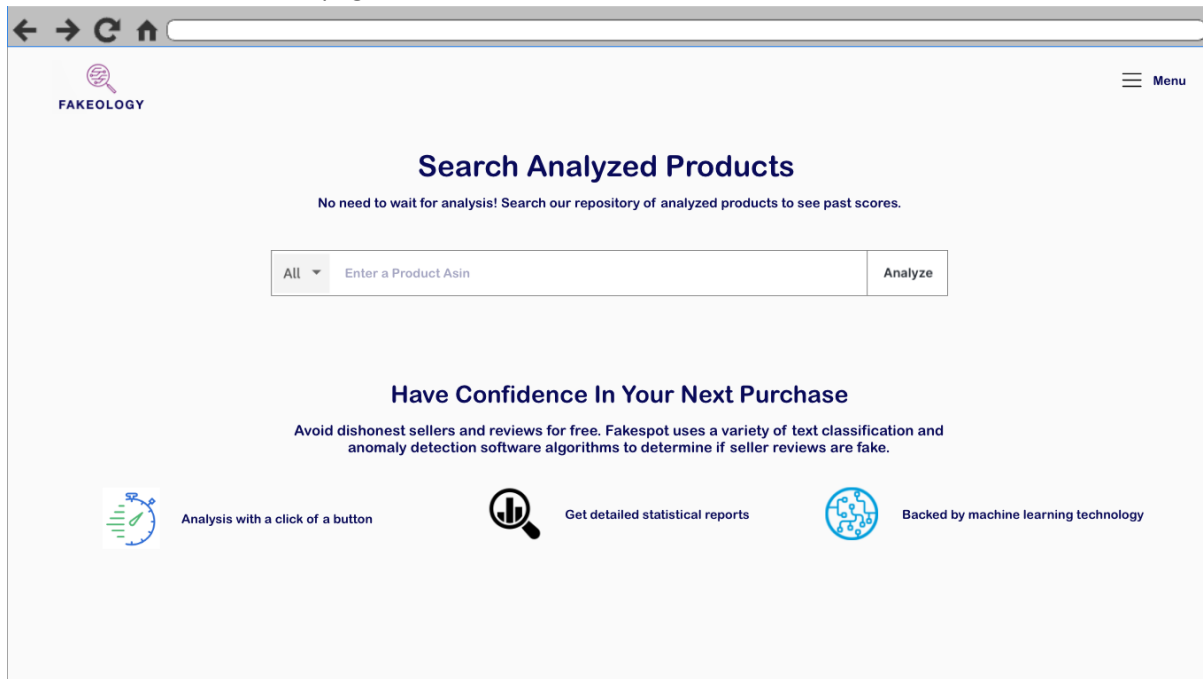 FAKEOLOGY
Menu
Search Analyzed Products
No need to wait for analysis! Search our repository of analyzed products to see past scores.
All
Enter a Product Asin
Analyze
Have Confidence In Your Next Purchase
Avoid dishonest sellers and reviews for free. Fakespot uses a variety of text classification and
anomaly detection software algorithms to determine if seller reviews are fake.
Analysis with a click of a button
Get detailed statistical reports
Backed by machine learning technology